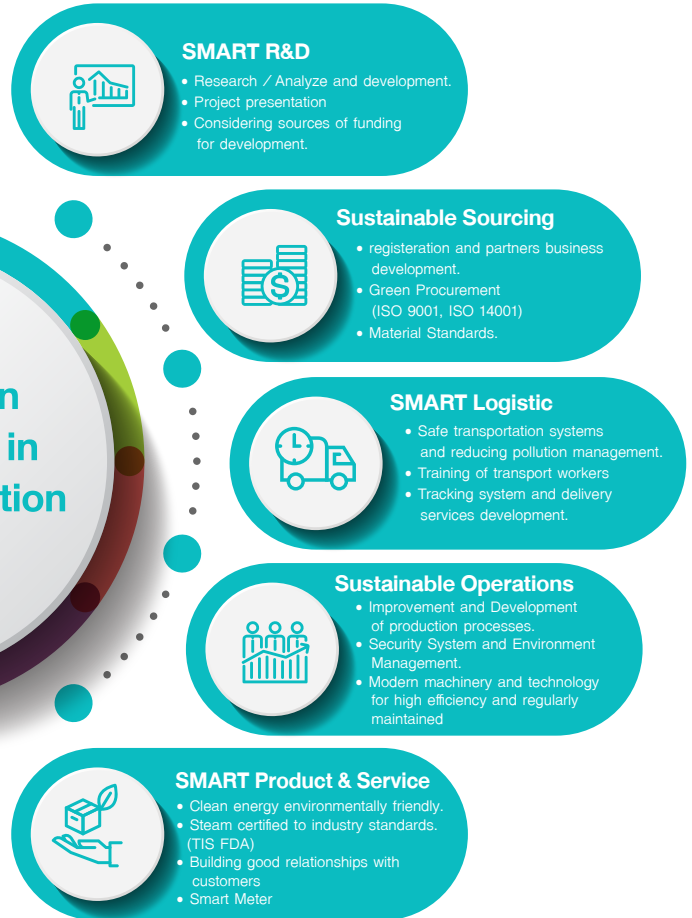 SMART R&D
• Research / Analyze and development.
• Project presentation
• Considering sources of funding
for development.
Sustainable Sourcing
• registeration and partners business
development.
• Green Procurement
(ISO 9001, ISO 14001)
• Material Standards.
n
in
tion
SMART Logistic
• Safe transportation systems
and reducing pollution management.
• Training of transport workers
• Tracking system and delivery
services development.
Sustainable Operations
• Improvement and Development
of production processes.
• Security System and Environment
Management.
• Modern machinery and technology
for high efficiency and regularly
maintained
SMART Product & Service
• Clean energy environmentally friendly.
• Steam certified to industry standards.
(TIS FDA)
• Building good relationships with
customers
• Smart Meter